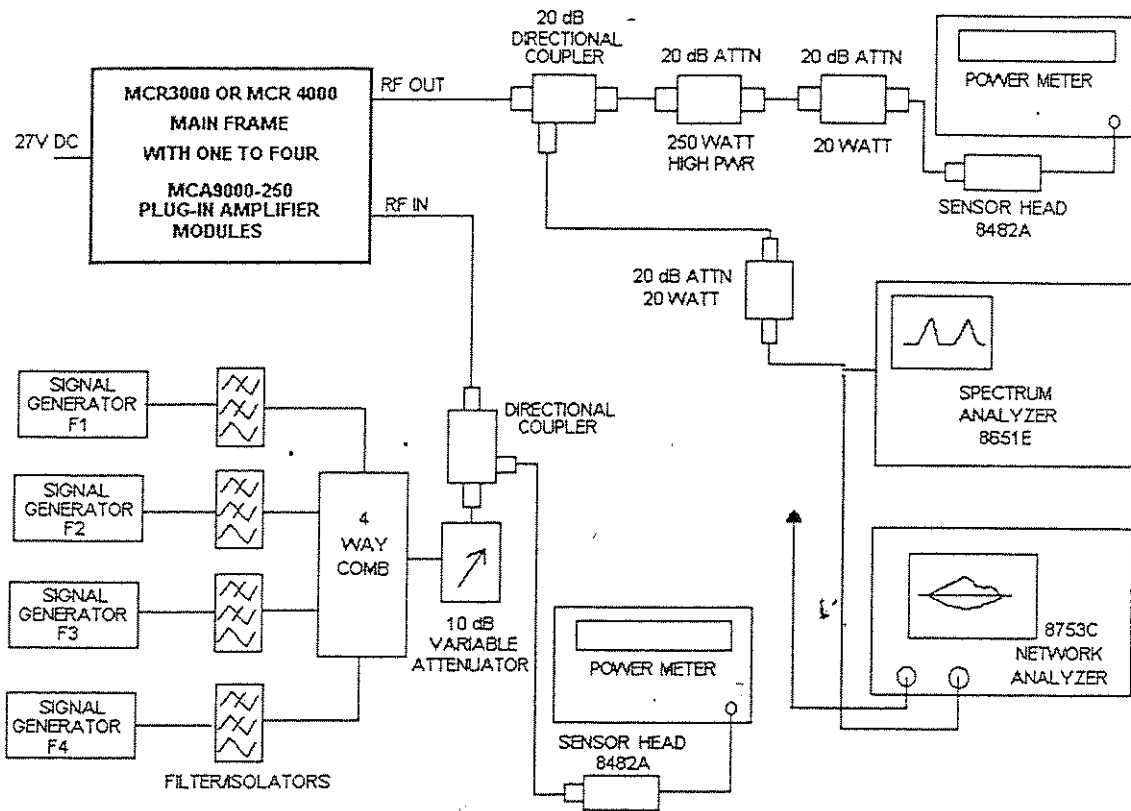 20 dB
DIRECTIONAL
COUPLER
20 dB ATTN
20 dB ATTN
POWER METER
RF OUT
MCR3000 OR MCR 4000
MAIN FRAME
WITH ONE TO FOUR
MCA9000-250
PLUG-IN AMPLIFIER
MODULES
27V DC
250 WATT
HIGH PWR
20 WATT
SENSOR HEAD
8482A
RF IN
20 dB ATTN
20 WATT
SPECTRUM
ANALYZER
8651E
SIGNAL
GENERATOR
F1
DIRECTIONAL
COUPLER
SIGNAL
GENERATOR
F2
4
WAY
COMB
SIGNAL
GENERATOR
F3
10 dB
VARIABLE
ATTENUATOR
POWER METER
8753C
NETWORK
ANALYZER
SIGNAL
GENERATOR
F4
FILTER/ISOLATORS
SENSOR HEAD
8482A